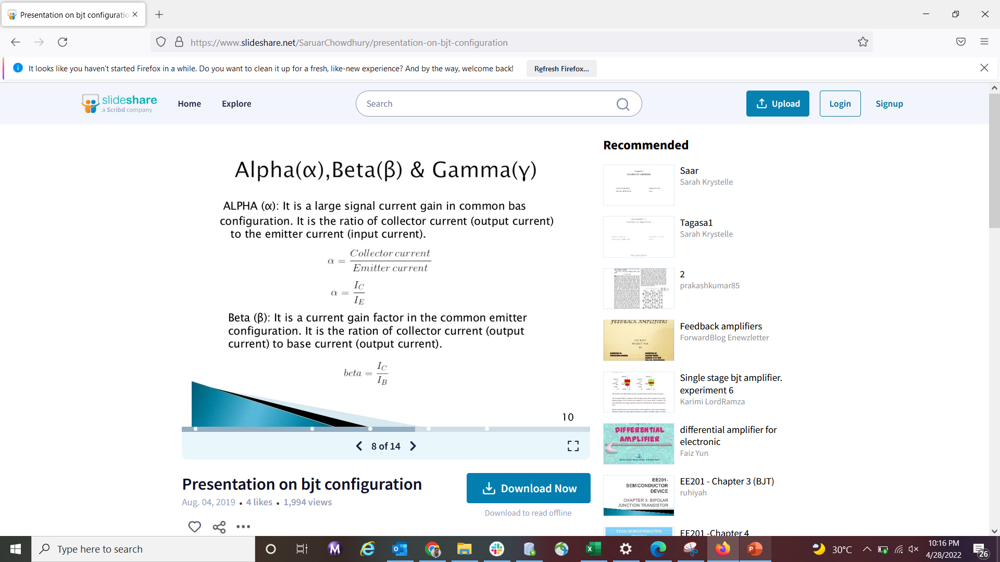 Presentation on bjt configuratio
https://www.slideshare.net/SaruarChowdhury/presentation-on-bjt-configuration
It looks like you haven't started Firefox in a while. Do you want to clean it up for a fresh, like-new experience? And by the way, welcome back!
Refresh Firefox...
slideshare
a Scribd company
Home
Explore
Search
Upload
Login
Signup
Alpha(α),Beta(β) & Gamma(γ)
ALPHA (α): It is a large signal current gain in common bas
configuration. It is the ratio of collector current (output current)
to the emitter current (input current).
α = Collector current / Emitter current
α = I_C / I_E
Beta (β): It is a current gain factor in the common emitter
configuration. It is the ration of collector current (output
current) to base current (output current).
beta = I_C / I_B
10
8 of 14
Presentation on bjt configuration
Aug. 04, 2019 • 4 likes • 1,994 views
Download Now
Download to read offline
Recommended
Saar
Sarah Krystelle
Tagasa1
Sarah Krystelle
2
prakashkumar85
FEEDBACK AMPLIFIERS
Feedback amplifiers
ForwardBlog Enewzletter
Single stage bjt amplifier.
experiment 6
Karimi LordRamza
DIFFERENTIAL
AMPLIFIER
differential amplifier for
electronic
Faiz Yun
EE201-
SEMICONDUCTOR
DEVICE
CHAPTER 3: BIPOLAR
JUNCTION TRANSISTOR
EE201 - Chapter 3 (BJT)
ruhiyah
EE201 SEMICONDUCTOR
EE201 -Chapter 4
Type here to search
30°C
10:16 PM
4/28/2022
26